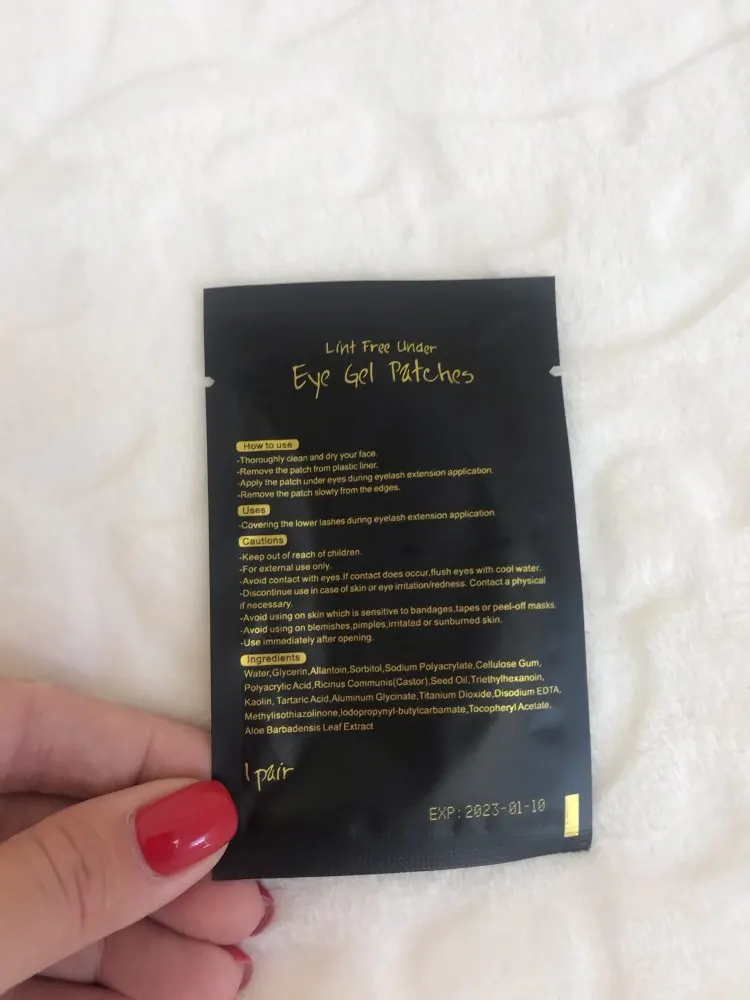 Lint Free Under
Eye Gel Patches
How to use
-Thoroughly clean and dry your face.
-Remove the patch from plastic liner.
-Apply the patch under eyes during eyelash extension application.
-Remove the patch slowly from the edges.
Uses
-Covering the lower lashes during eyelash extension application.
Cautions
-Keep out of reach of children.
-For external use only.
-Avoid contact with eyes.If contact does occur,flush eyes with cool water.
-Discontinue use in case of skin or eye irritation/redness. Contact a physical
if necessary.
-Avoid using on skin which is sensitive to bandages,tapes or peel-off masks.
-Avoid using on blemishes,pimples,irritated or sunburned skin.
-Use immediately after opening.
Ingredients
Water,Glycerin,Allantoin,Sorbitol,Sodium Polyacrylate,Cellulose Gum,
Polyacrylic Acid,Ricinus Communis(Castor),Seed Oil,Triethylhexanoin,
Kaolin, Tartaric Acid,Aluminum Glycinate,Titanium Dioxide,Disodium EDTA,
Methylisothiazolinone,Iodopropynyl-butylcarbamate,Tocopheryl Acetate,
Aloe Barbadensis Leaf Extract
1 pair
EXP:2023-01-10